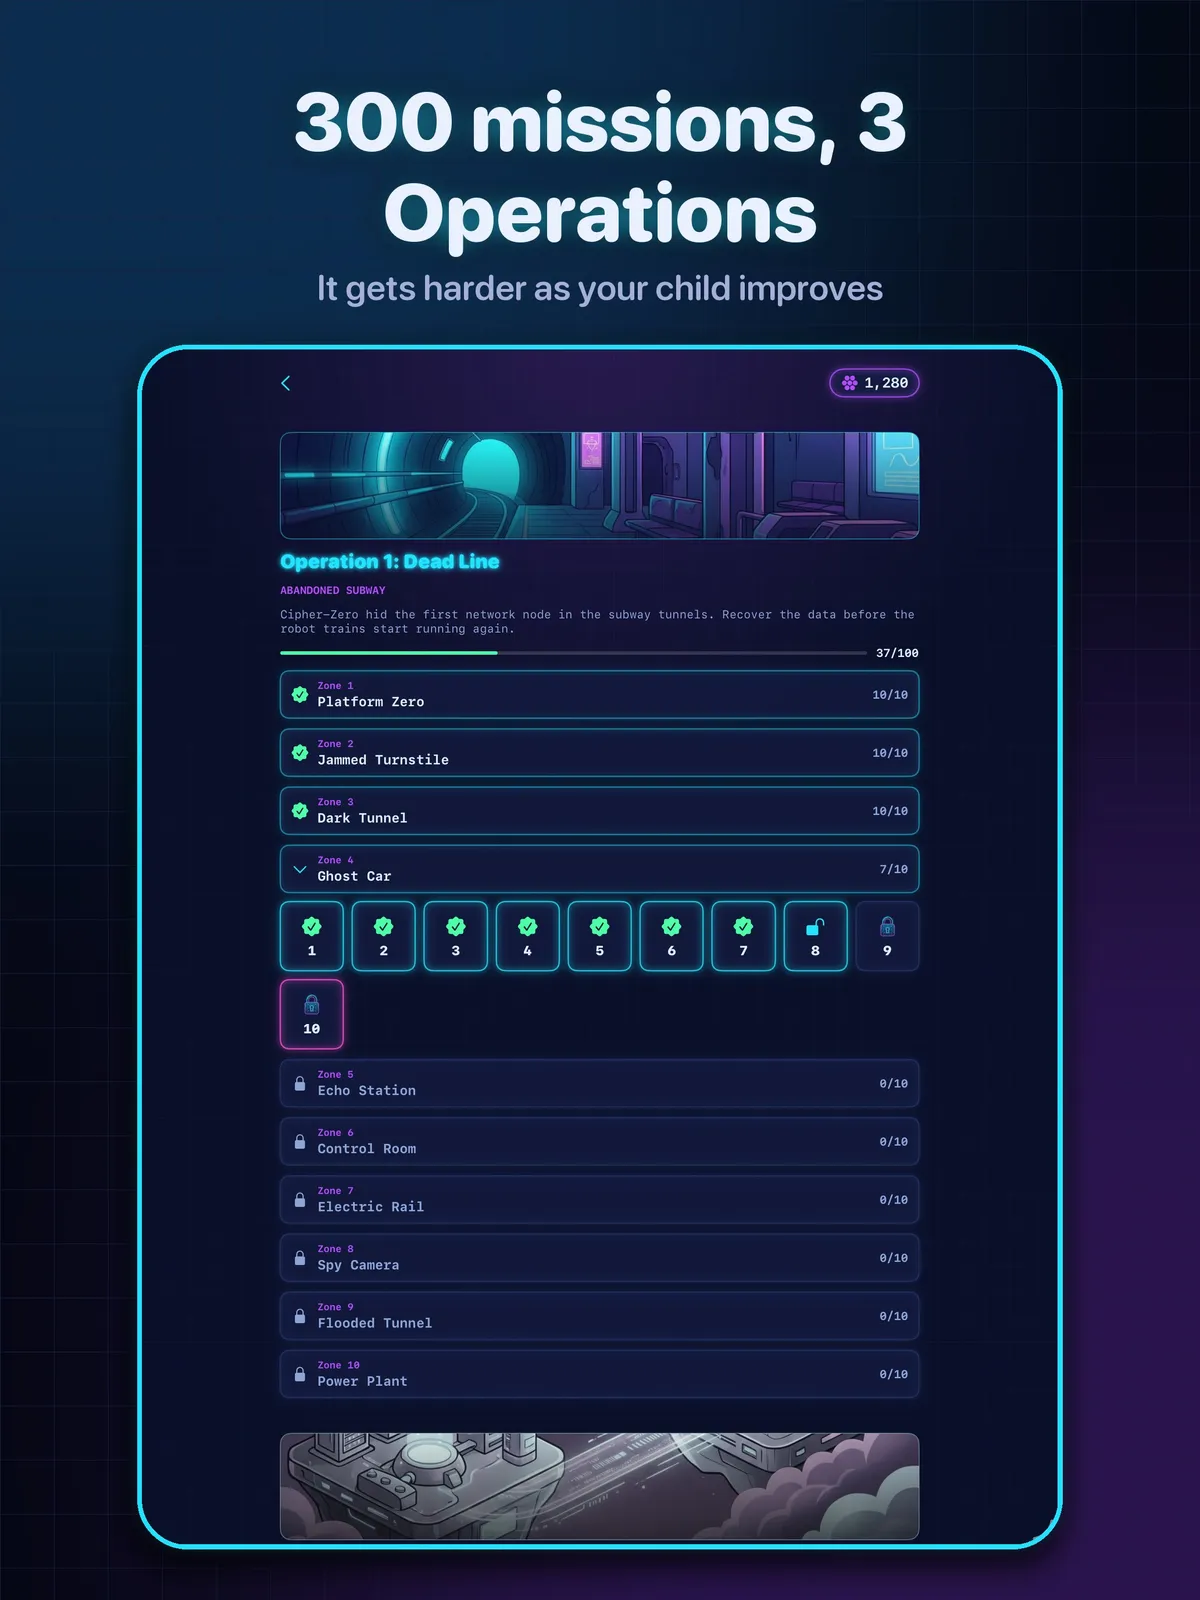 300 missions, 3
Operations
It gets harder as your child improves
1,280
Operation 1: Dead Line
ABANDONED SUBWAY
Cipher-Zero hid the first network node in the subway tunnels. Recover the data before the
robot trains start running again.
37/100
Zone 1
Platform Zero
10/10
Zone 2
Jammed Turnstile
10/10
Zone 3
Dark Tunnel
10/10
Zone 4
Ghost Car
7/10
1 2 3 4 5 6 7 8 9
10
Zone 5
Echo Station
0/10
Zone 6
Control Room
0/10
Zone 7
Electric Rail
0/10
Zone 8
Spy Camera
0/10
Zone 9
Flooded Tunnel
0/10
Zone 10
Power Plant
0/10